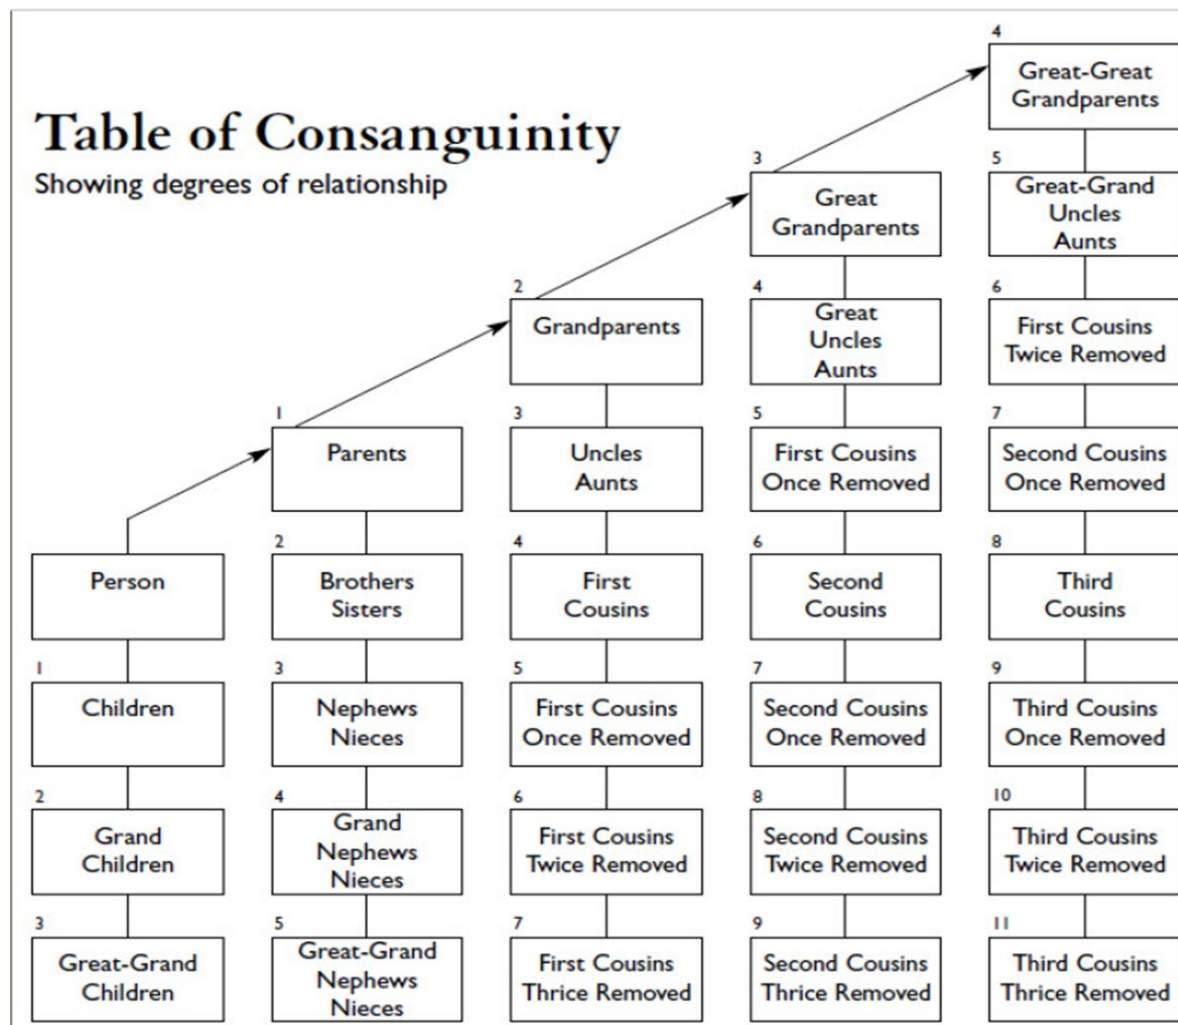 Table of Consanguinity
Showing degrees of relationship
4
Great-Great
Grandparents
3
Great
Grandparents
5
Great-Grand
Uncles
Aunts
2
Grandparents
4
Great
Uncles
Aunts
6
First Cousins
Twice Removed
1
Parents
3
Uncles
Aunts
5
First Cousins
Once Removed
7
Second Cousins
Once Removed
Person
2
Brothers
Sisters
4
First
Cousins
6
Second
Cousins
8
Third
Cousins
1
Children
3
Nephews
Nieces
5
First Cousins
Once Removed
7
Second Cousins
Once Removed
9
Third Cousins
Once Removed
2
Grand
Children
4
Grand
Nephews
Nieces
6
First Cousins
Twice Removed
8
Second Cousins
Twice Removed
10
Third Cousins
Twice Removed
3
Great-Grand
Children
5
Great-Grand
Nephews
Nieces
7
First Cousins
Thrice Removed
9
Second Cousins
Thrice Removed
11
Third Cousins
Thrice Removed